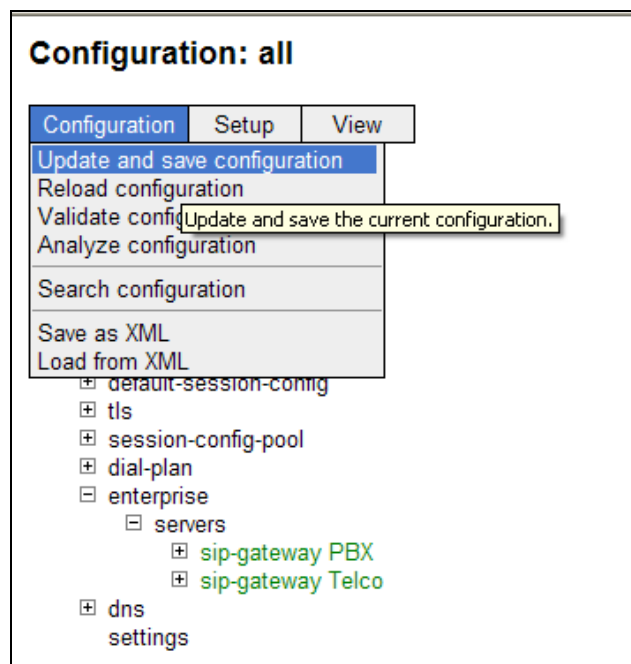 Configuration: all
Configuration Setup View
Update and save configuration
Reload configuration
Validate config
Update and save the current configuration.
Analyze configuration
Search configuration
Save as XML
Load from XML
default-session-config
tls
session-config-pool
dial-plan
enterprise
servers
sip-gateway PBX
sip-gateway Telco
dns
settings